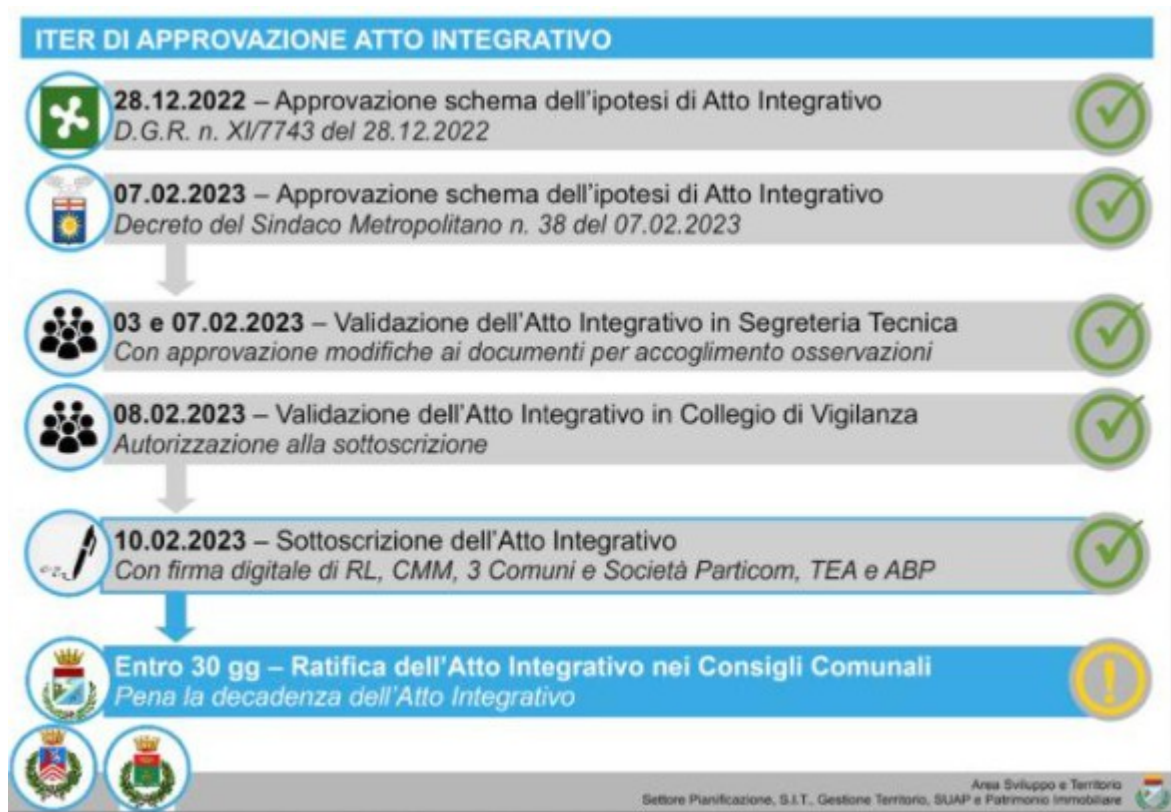 ITER DI APPROVAZIONE ATTO INTEGRATIVO
28.12.2022 – Approvazione schema dell'ipotesi di Atto Integrativo
D.G.R. n. XI/7743 del 28.12.2022
07.02.2023 – Approvazione schema dell'ipotesi di Atto Integrativo
Decreto del Sindaco Metropolitano n. 38 del 07.02.2023
03 e 07.02.2023 – Validazione dell'Atto Integrativo in Segreteria Tecnica
Con approvazione modifiche ai documenti per accoglimento osservazioni
08.02.2023 – Validazione dell'Atto Integrativo in Collegio di Vigilanza
Autorizzazione alla sottoscrizione
10.02.2023 – Sottoscrizione dell'Atto Integrativo
Con firma digitale di RL, CMM, 3 Comuni e Società Particom, TEA e ABP
Entro 30 gg – Ratifica dell'Atto Integrativo nei Consigli Comunali
Pena la decadenza dell'Atto Integrativo
Area Sviluppo e Territorio
Settore Pianificazione, S.I.T., Gestione Territorio, SUAP e Patrimonio Immobiliare